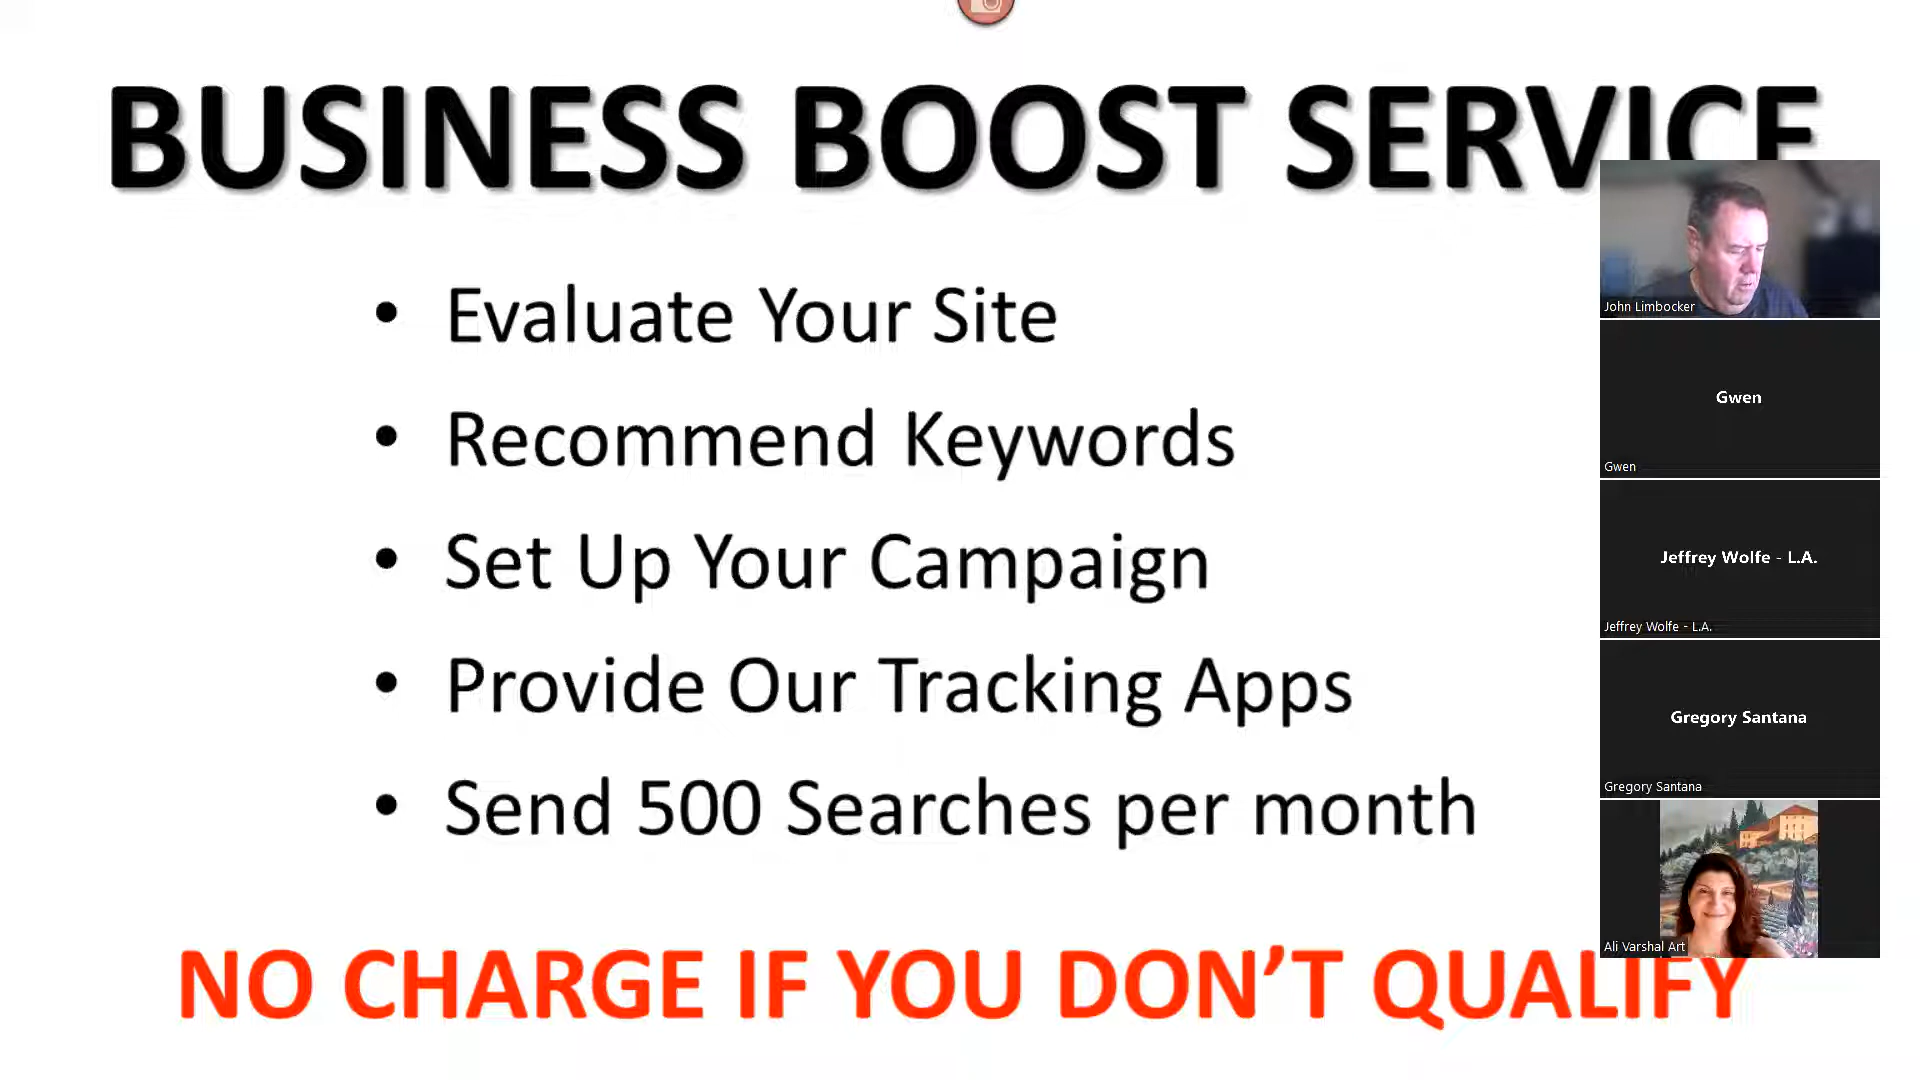 BUSINESS BOOST SERVICE
• Evaluate Your Site
• Recommend Keywords
• Set Up Your Campaign
• Provide Our Tracking Apps
• Send 500 Searches per month
NO CHARGE IF YOU DON’T QUALIFY
John Limbocker
Gwen
Gwen
Jeffrey Wolfe - L.A.
Jeffrey Wolfe - L.A.
Gregory Santana
Gregory Santana
Ali Varshal Art